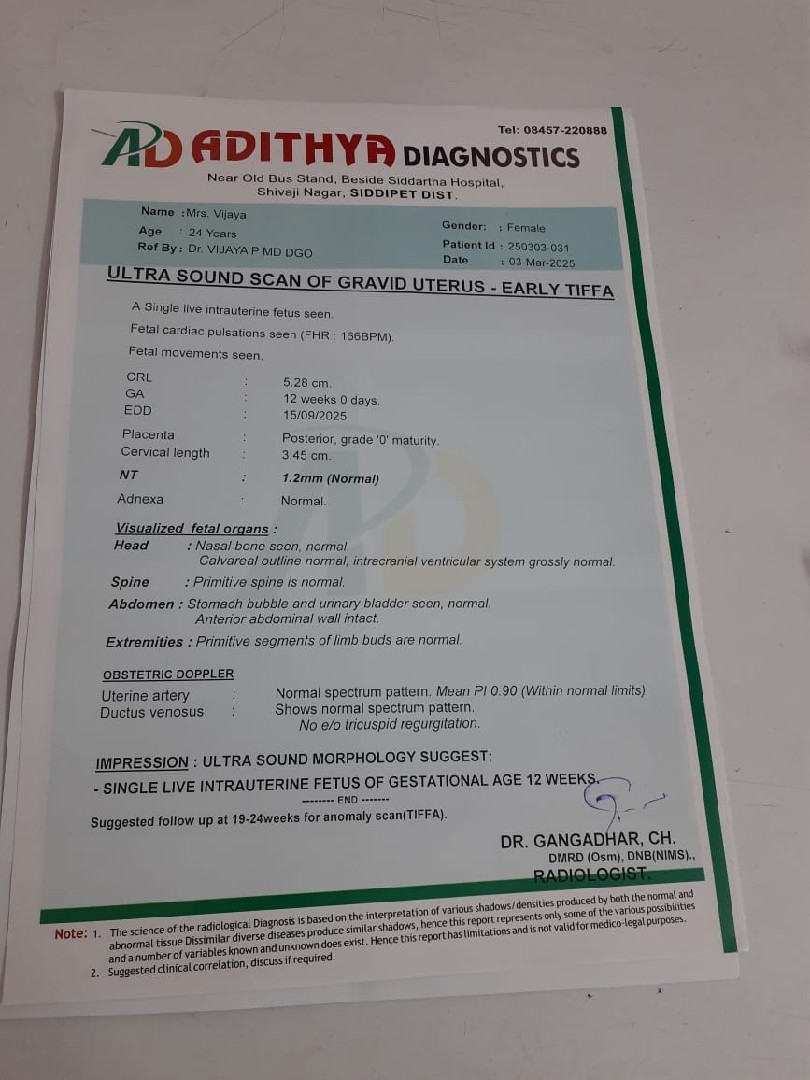 Tel: 08457-220888
AD ADITHYA DIAGNOSTICS
Near Old Bus Stand, Beside Siddartha Hospital,
Shivaji Nagar, SIDDIPET DIST.
Name : Mrs. Vijaya
Gender: : Female
Age : 24 Years
Patient Id : 250303-031
Ref By : Dr. VIJAYA P MD DGO
Date : 03-Mar-2025
ULTRA SOUND SCAN OF GRAVID UTERUS - EARLY TIFFA
A Single live intrauterine fetus seen.
Fetal cardiac pulsations seen (FHR : 166BPM).
Fetal movements seen.
CRL : 5.28 cm.
GA : 12 weeks 0 days.
EDD : 15/09/2025
Placenta : Posterior, grade '0' maturity.
Cervical length : 3.45 cm.
NT : 1.2mm (Normal)
Adnexa : Normal.
Visualized fetal organs :
Head : Nasal bone seen, normal.
Calvareal outline normal, intrecranial ventricular system grossly normal.
Spine : Primitive spine is normal.
Abdomen : Stomach bubble and urinary bladder seen, normal.
Anterior abdominal wall intact.
Extremities : Primitive segments of limb buds are normal.
OBSTETRIC DOPPLER
Uterine artery : Normal spectrum pattern. Mean PI 0.90 (Within normal limits)
Ductus venosus : Shows normal spectrum pattern.
No e/o tricuspid regurgitation.
IMPRESSION : ULTRA SOUND MORPHOLOGY SUGGEST:
- SINGLE LIVE INTRAUTERINE FETUS OF GESTATIONAL AGE 12 WEEKS.
-------- END -------
Suggested follow up at 19-24weeks for anomaly scan(TIFFA).
DR. GANGADHAR, CH.
DMRD (Osm), DNB(NIMS).,
RADIOLOGIST.
Note: 1. The science of the radiological Diagnosis is based on the interpretation of various shadows/densities produced by both the normal and
abnormal tissue Dissimilar diverse diseases produce similar shadows, hence this report represents only some of the various possibilities
and a number of variables known and unknown does exist. Hence this report has limitations and is not valid for medico-legal purposes.
2. Suggested clinical correlation, discuss if required.